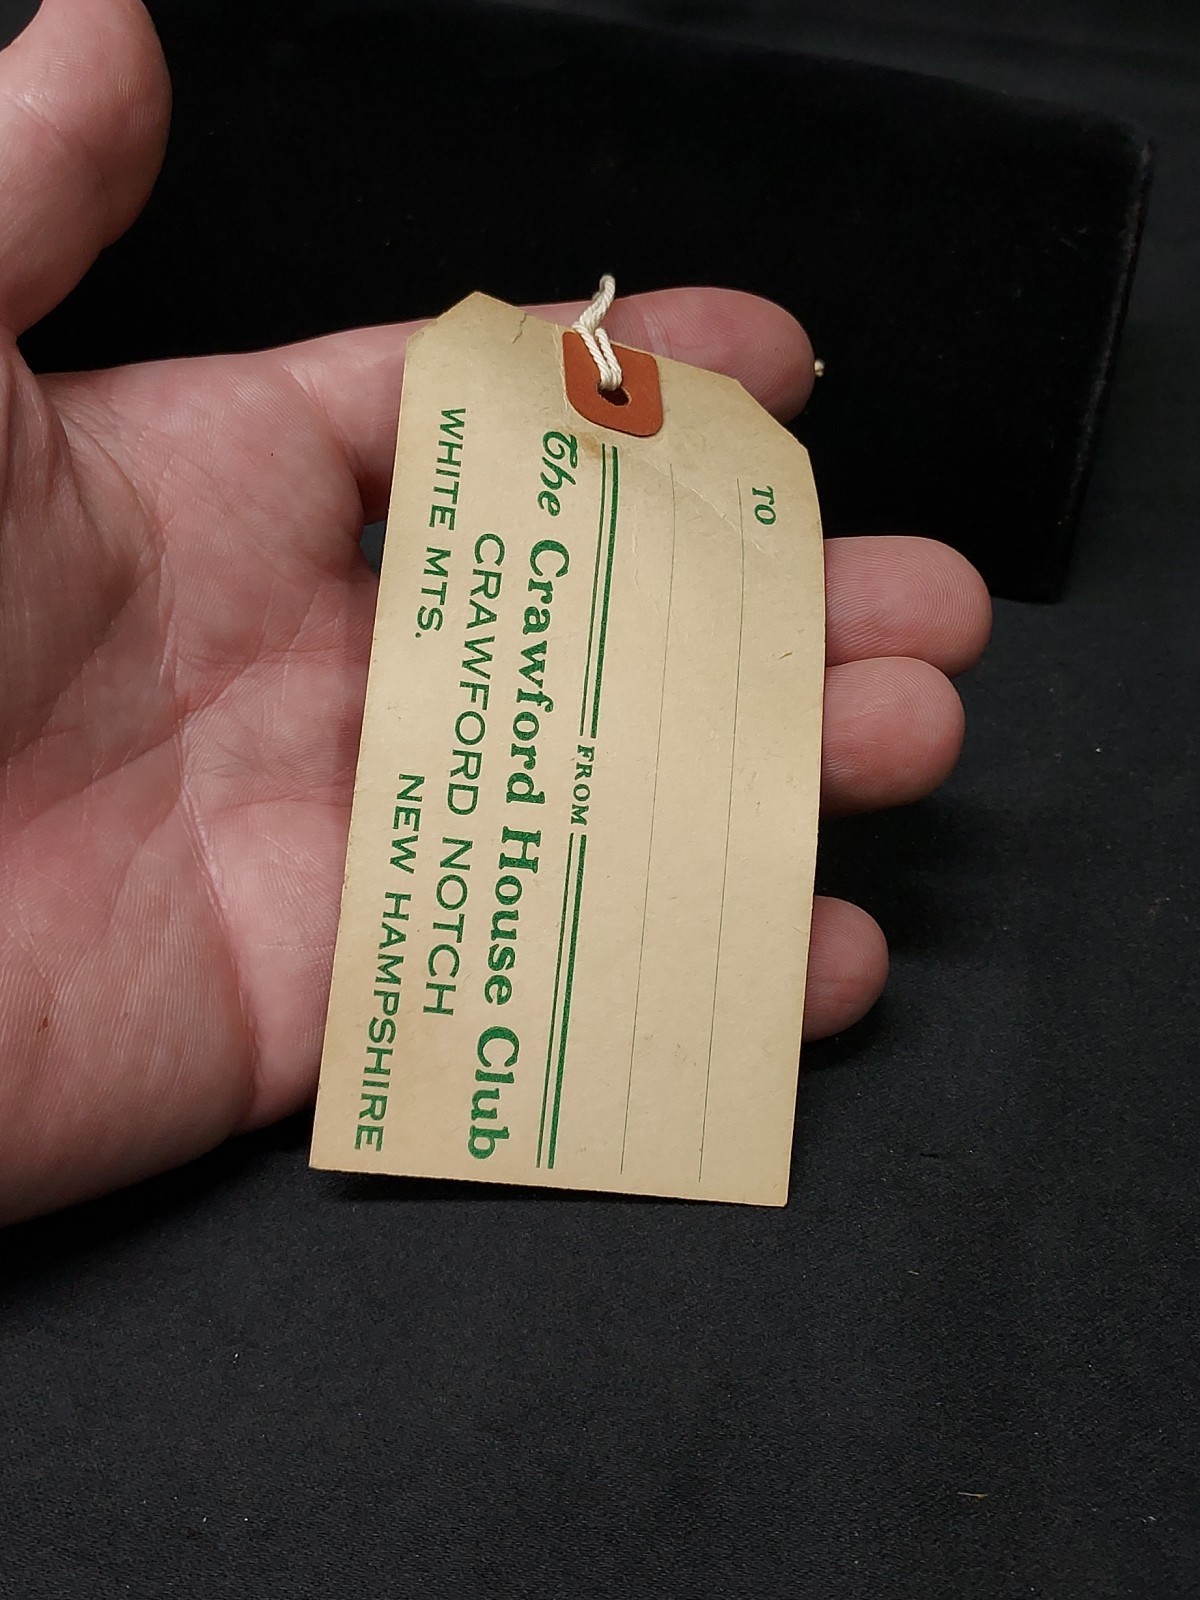 TO
FROM
The Crawford House Club
CRAWFORD NOTCH
WHITE MTS. NEW HAMPSHIRE